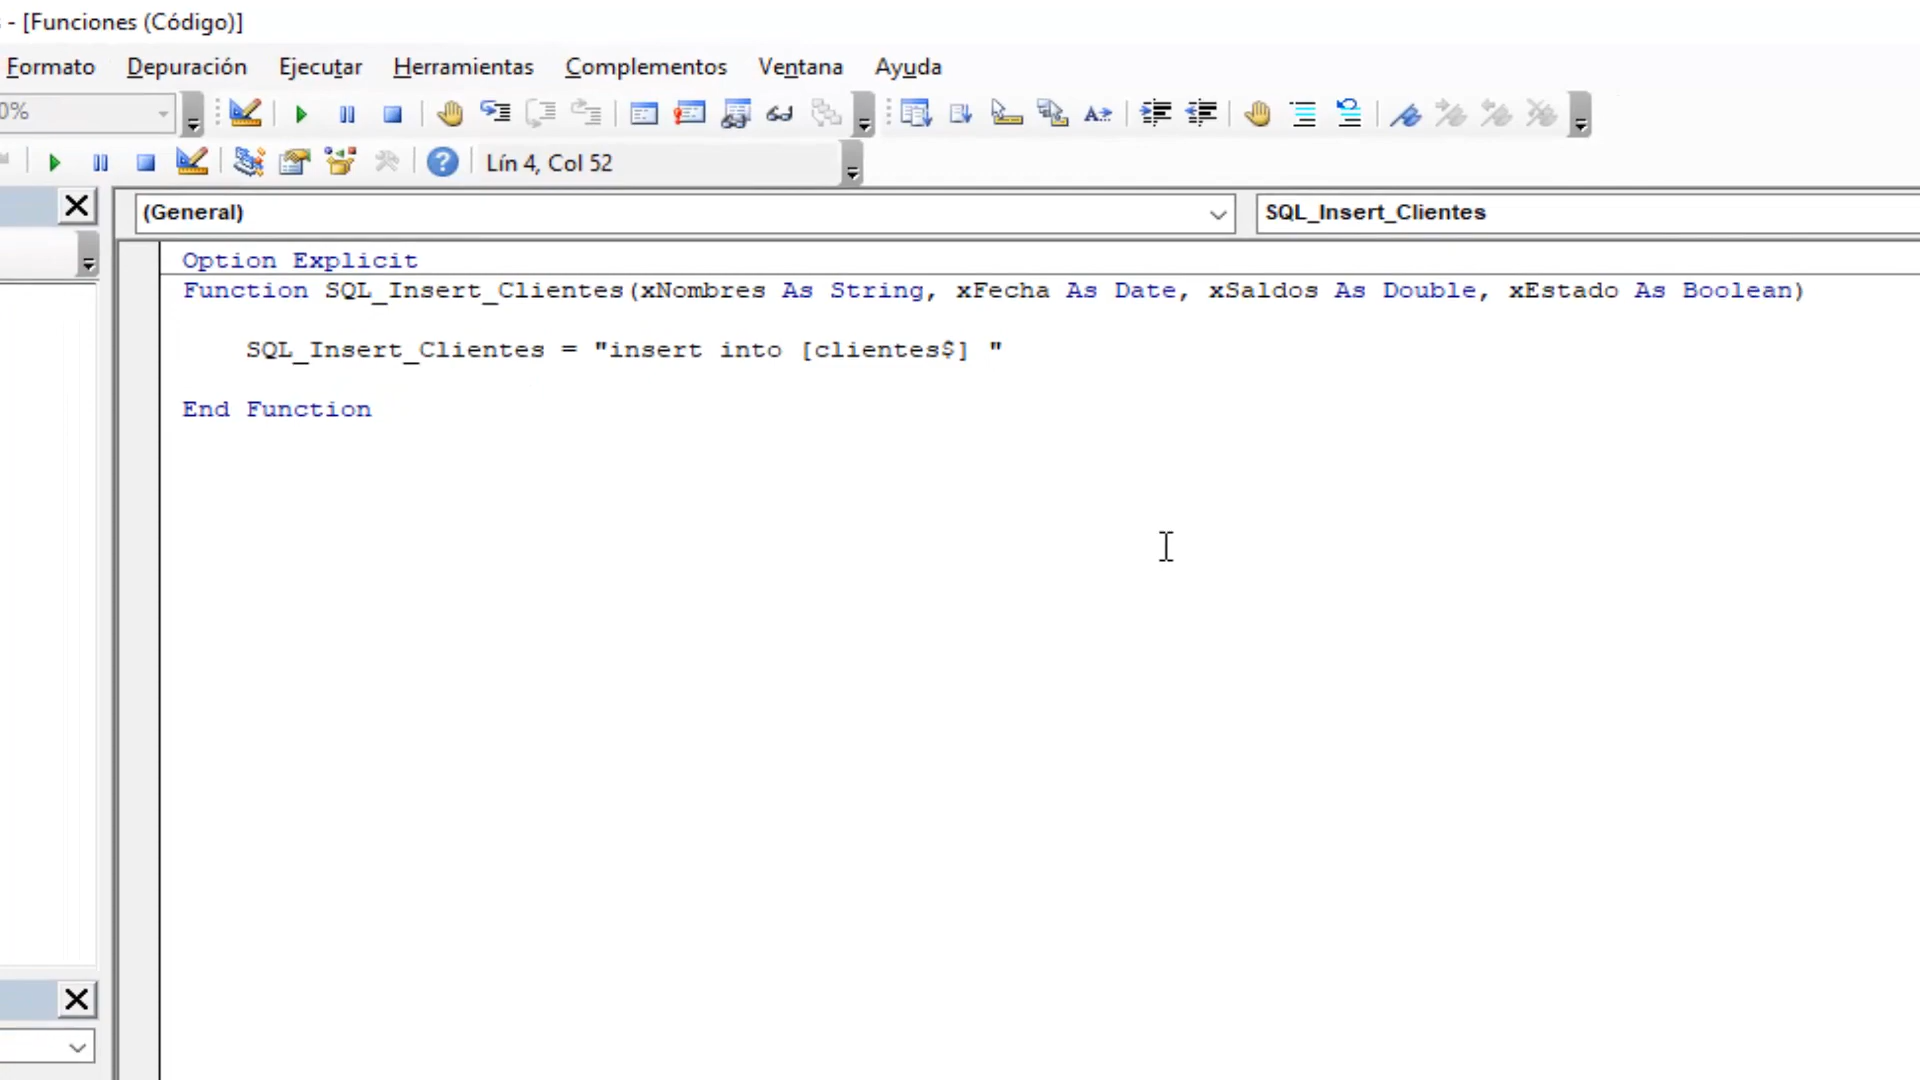 - [Funciones (Código)]
Formato Depuración Ejecutar Herramientas Complementos Ventana Ayuda
0%
Lín 4, Col 52
(General) SQL_Insert_Clientes
Option Explicit
Function SQL_Insert_Clientes(xNombres As String, xFecha As Date, xSaldos As Double, xEstado As Boolean)
SQL_Insert_Clientes = "insert into [clientes$] "
End Function